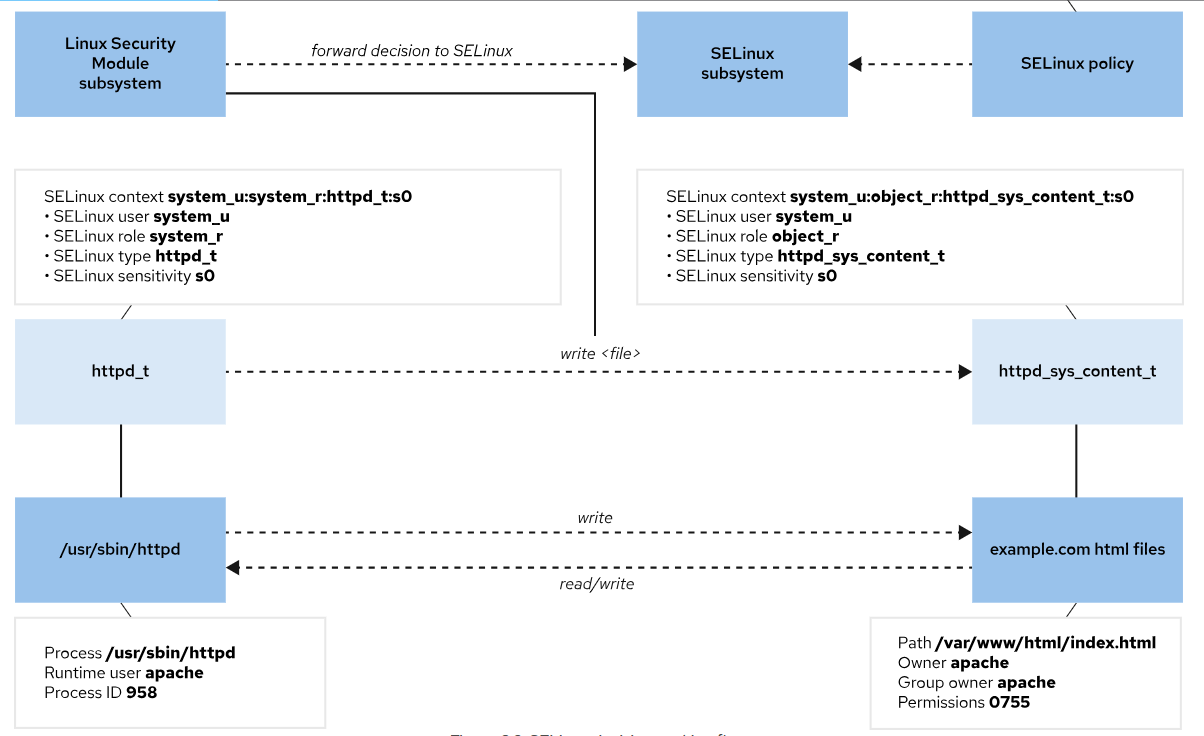 Linux Security
Module
subsystem
forward decision to SELinux
SELinux
subsystem
SELinux policy
SELinux context system_u:system_r:httpd_t:s0
• SELinux user system_u
• SELinux role system_r
• SELinux type httpd_t
• SELinux sensitivity s0
SELinux context system_u:object_r:httpd_sys_content_t:s0
• SELinux user system_u
• SELinux role object_r
• SELinux type httpd_sys_content_t
• SELinux sensitivity s0
httpd_t
write <file>
httpd_sys_content_t
/usr/sbin/httpd
write
read/write
example.com html files
Process /usr/sbin/httpd
Runtime user apache
Process ID 958
Path /var/www/html/index.html
Owner apache
Group owner apache
Permissions 0755